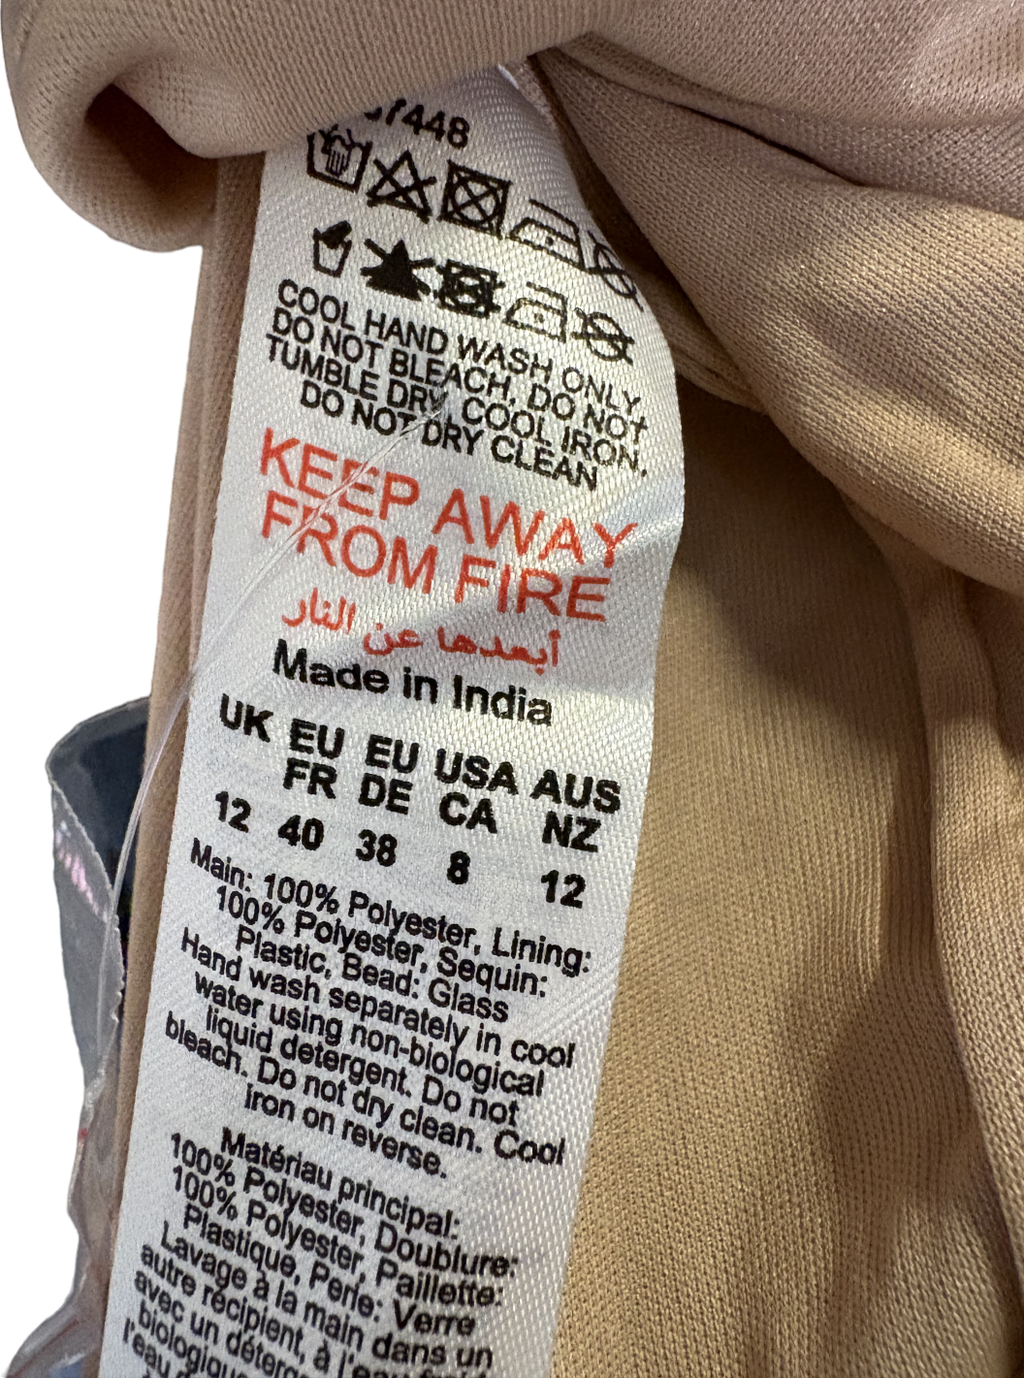 7448
COOL HAND WASH ONLY,
DO NOT BLEACH, DO NOT
TUMBLE DRY, COOL IRON.
DO NOT DRY CLEAN
KEEP AWAY
FROM FIRE
أبعدها عن النار
Made in India
UK EU EU USA AUS
FR DE CA NZ
12 40 38 8 12
Main: 100% Polyester, Lining:
100% Polyester, Sequin:
Plastic, Bead: Glass
Hand wash separately in cool
water using non-biological
liquid detergent. Do not
bleach. Do not dry clean. Cool
iron on reverse.
Matériau principal:
100% Polyester, Doublure:
100% Polyester, Paillette:
Plastique, Perle: Verre
Lavage à la main dans un
autre récipient, à l'eau
avec un
biologique
l'eau